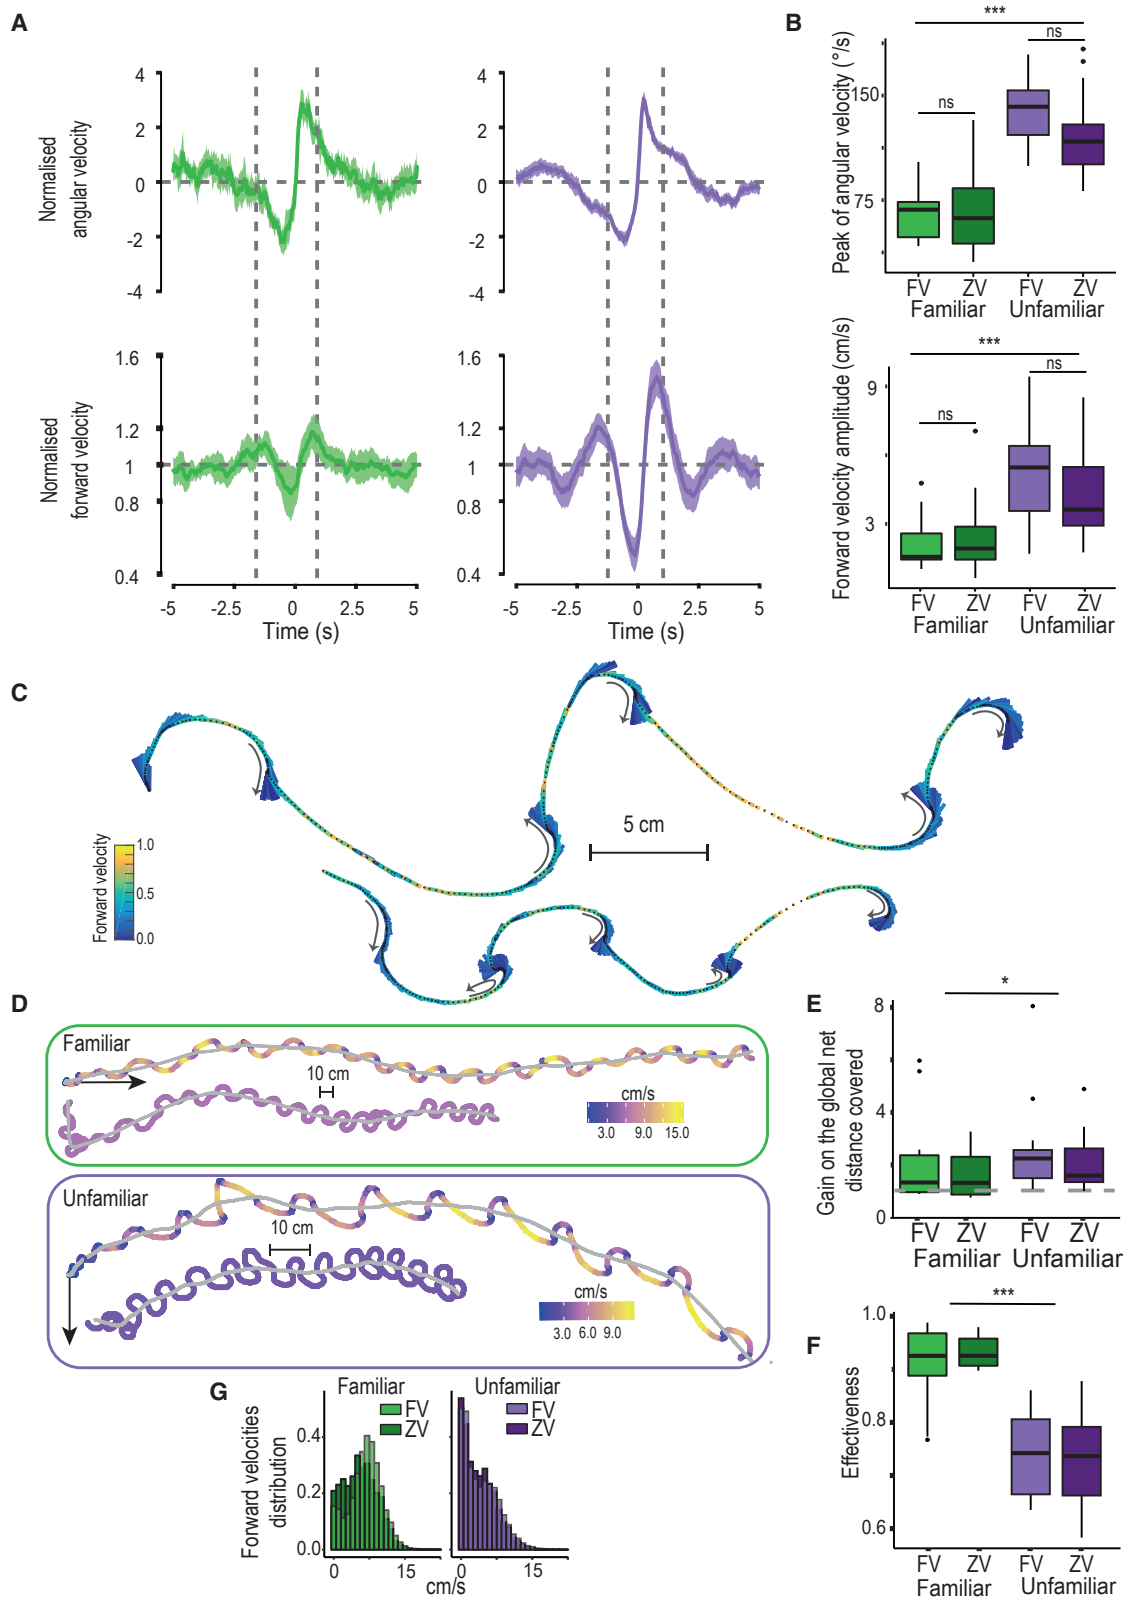 A
Normalised
angular velocity
4
2
0
-2
-4
4
2
0
-2
-4
Normalised
forward velocity
1.6
1.2
1
0.8
0.4
1.6
1.2
1
0.8
0.4
-5 -2.5 0 2.5 5
Time (s)
-5 -2.5 0 2.5 5
Time (s)
B
Peak of angular velocity (°/s)
150
75
***
ns
ns
FV ZV FV ZV
Familiar Unfamiliar
Forward velocity amplitude (cm/s)
9
3
***
ns
ns
FV ZV FV ZV
Familiar Unfamiliar
C
Forward velocity
1.0
0.5
0.0
5 cm
D
Familiar
10 cm
cm/s
3.0 9.0 15.0
Unfamiliar
10 cm
cm/s
3.0 6.0 9.0
E
Gain on the global net
distance covered
8
4
0
*
FV ZV FV ZV
Familiar Unfamiliar
F
Effectiveness
1.0
0.8
0.6
***
FV ZV FV ZV
Familiar Unfamiliar
G
Forward velocities
distribution
0.4
0.2
0.0
Familiar
FV
ZV
Unfamiliar
FV
ZV
0 15
0 15
cm/s